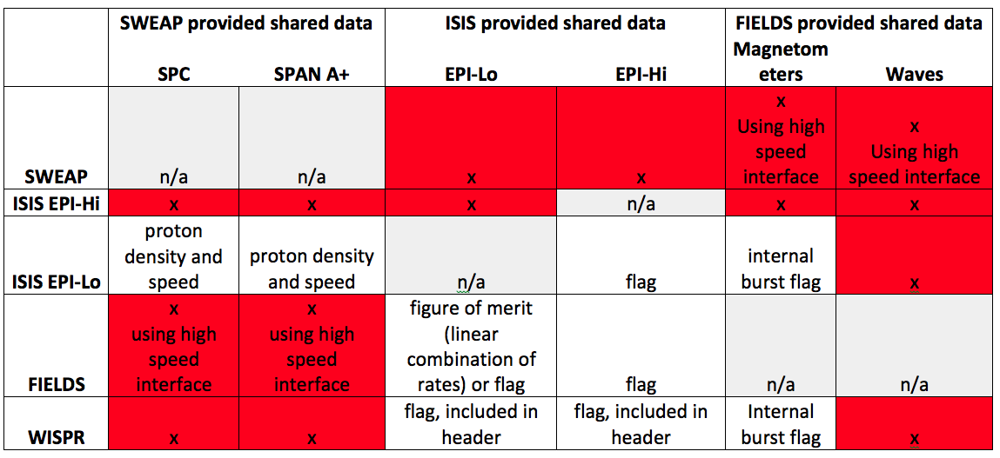 SWEAP provided shared data ISIS provided shared data FIELDS provided shared data
SPC SPAN A+ EPI-Lo EPI-Hi Magnetom
eters Waves
SWEAP n/a n/a x x x
Using high
speed
interface x
Using high
speed interface
ISIS EPI-Hi x x x n/a x x
ISIS EPI-Lo proton
density and
speed proton density
and speed n/a flag internal
burst flag x
FIELDS x
using high
speed
interface x
using high
speed
interface figure of merit
(linear
combination of
rates) or flag flag n/a n/a
WISPR x x flag, included in
header flag, included in
header Internal
burst flag x